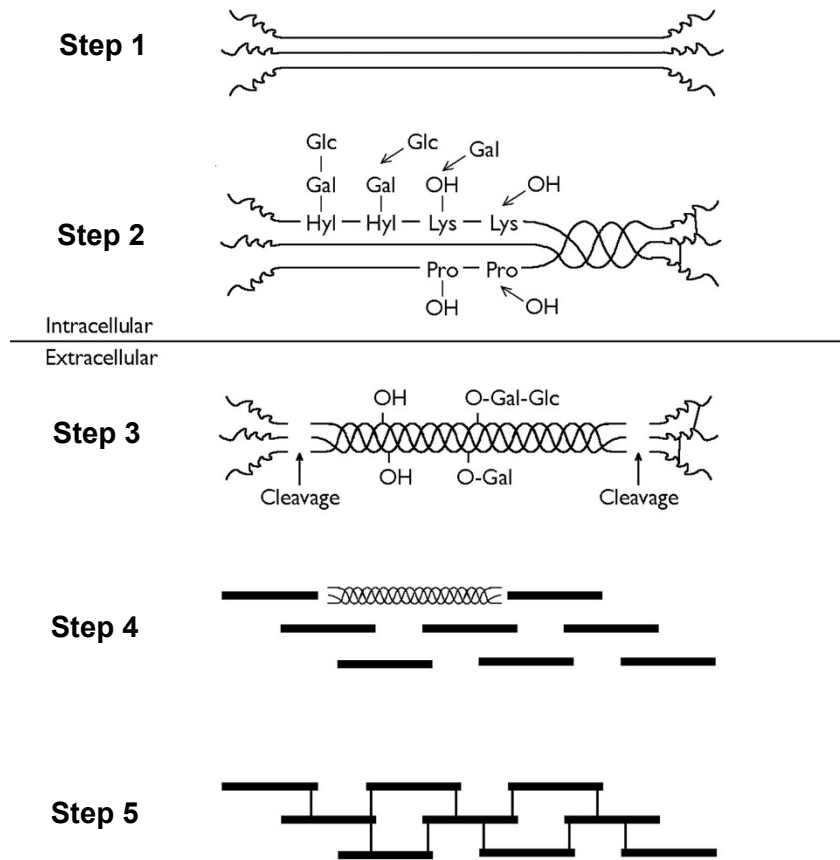 Step 1
Glc Glc Gal
Gal Gal OH OH
Step 2
Hyl Hyl Lys Lys
Pro Pro
OH OH
Intracellular
Extracellular
OH O-Gal-Glc
Step 3
OH O-Gal
Cleavage Cleavage
Step 4
Step 5